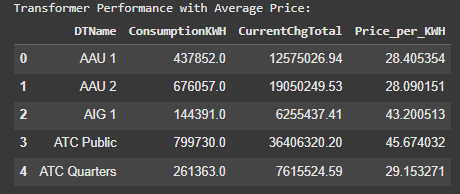 Transformer Performance with Average Price:
DTName ConsumptionKWH CurrentChgTotal Price_per_KWH
0 AAU 1 437852.0 12575026.94 28.405354
1 AAU 2 676057.0 19050249.53 28.090151
2 AIG 1 144391.0 6255437.41 43.200513
3 ATC Public 799730.0 36406320.20 45.674032
4 ATC Quarters 261363.0 7615524.59 29.153271